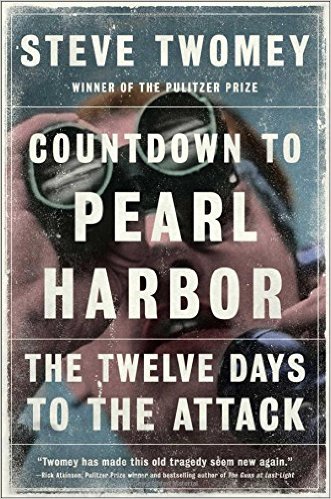 STEVE TWOMEY
WINNER OF THE PULITZER PRIZE
COUNTDOWN TO
PEARL
HARBOR
THE TWELVE DAYS
TO THE ATTACK
"Twomey has made this old tragedy seem new again."
—Rick Atkinson, Pulitzer Prize winner and bestselling author of The Guns at Last Light